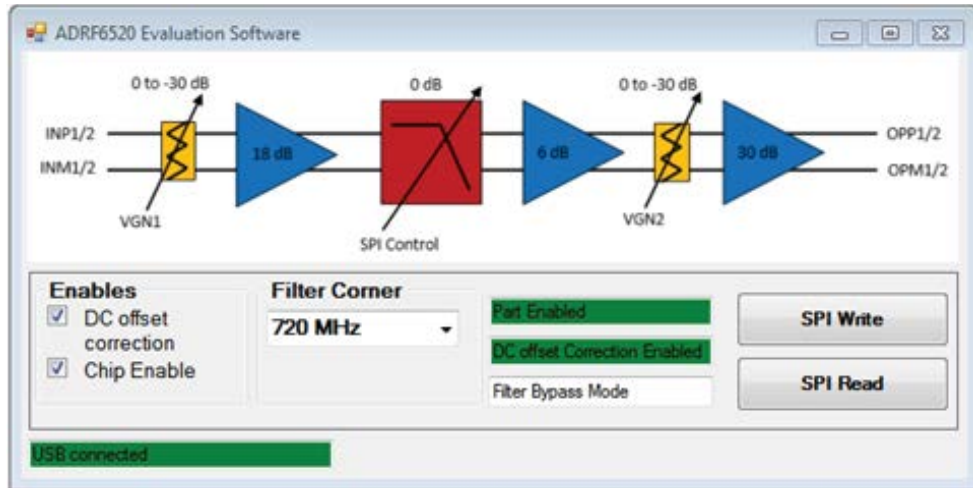 ADRF6520 Evaluation Software
0 to -30 dB
0 dB
0 to -30 dB
INP1/2
OPP1/2
18 dB
6 dB
30 dB
INM1/2
OPM1/2
VGN1
VGN2
SPI Control
Enables
DC offset
correction
Chip Enable
Filter Corner
720 MHz
Part Enabled
DC offset Correction Enabled
Filter Bypass Mode
SPI Write
SPI Read
USB connected